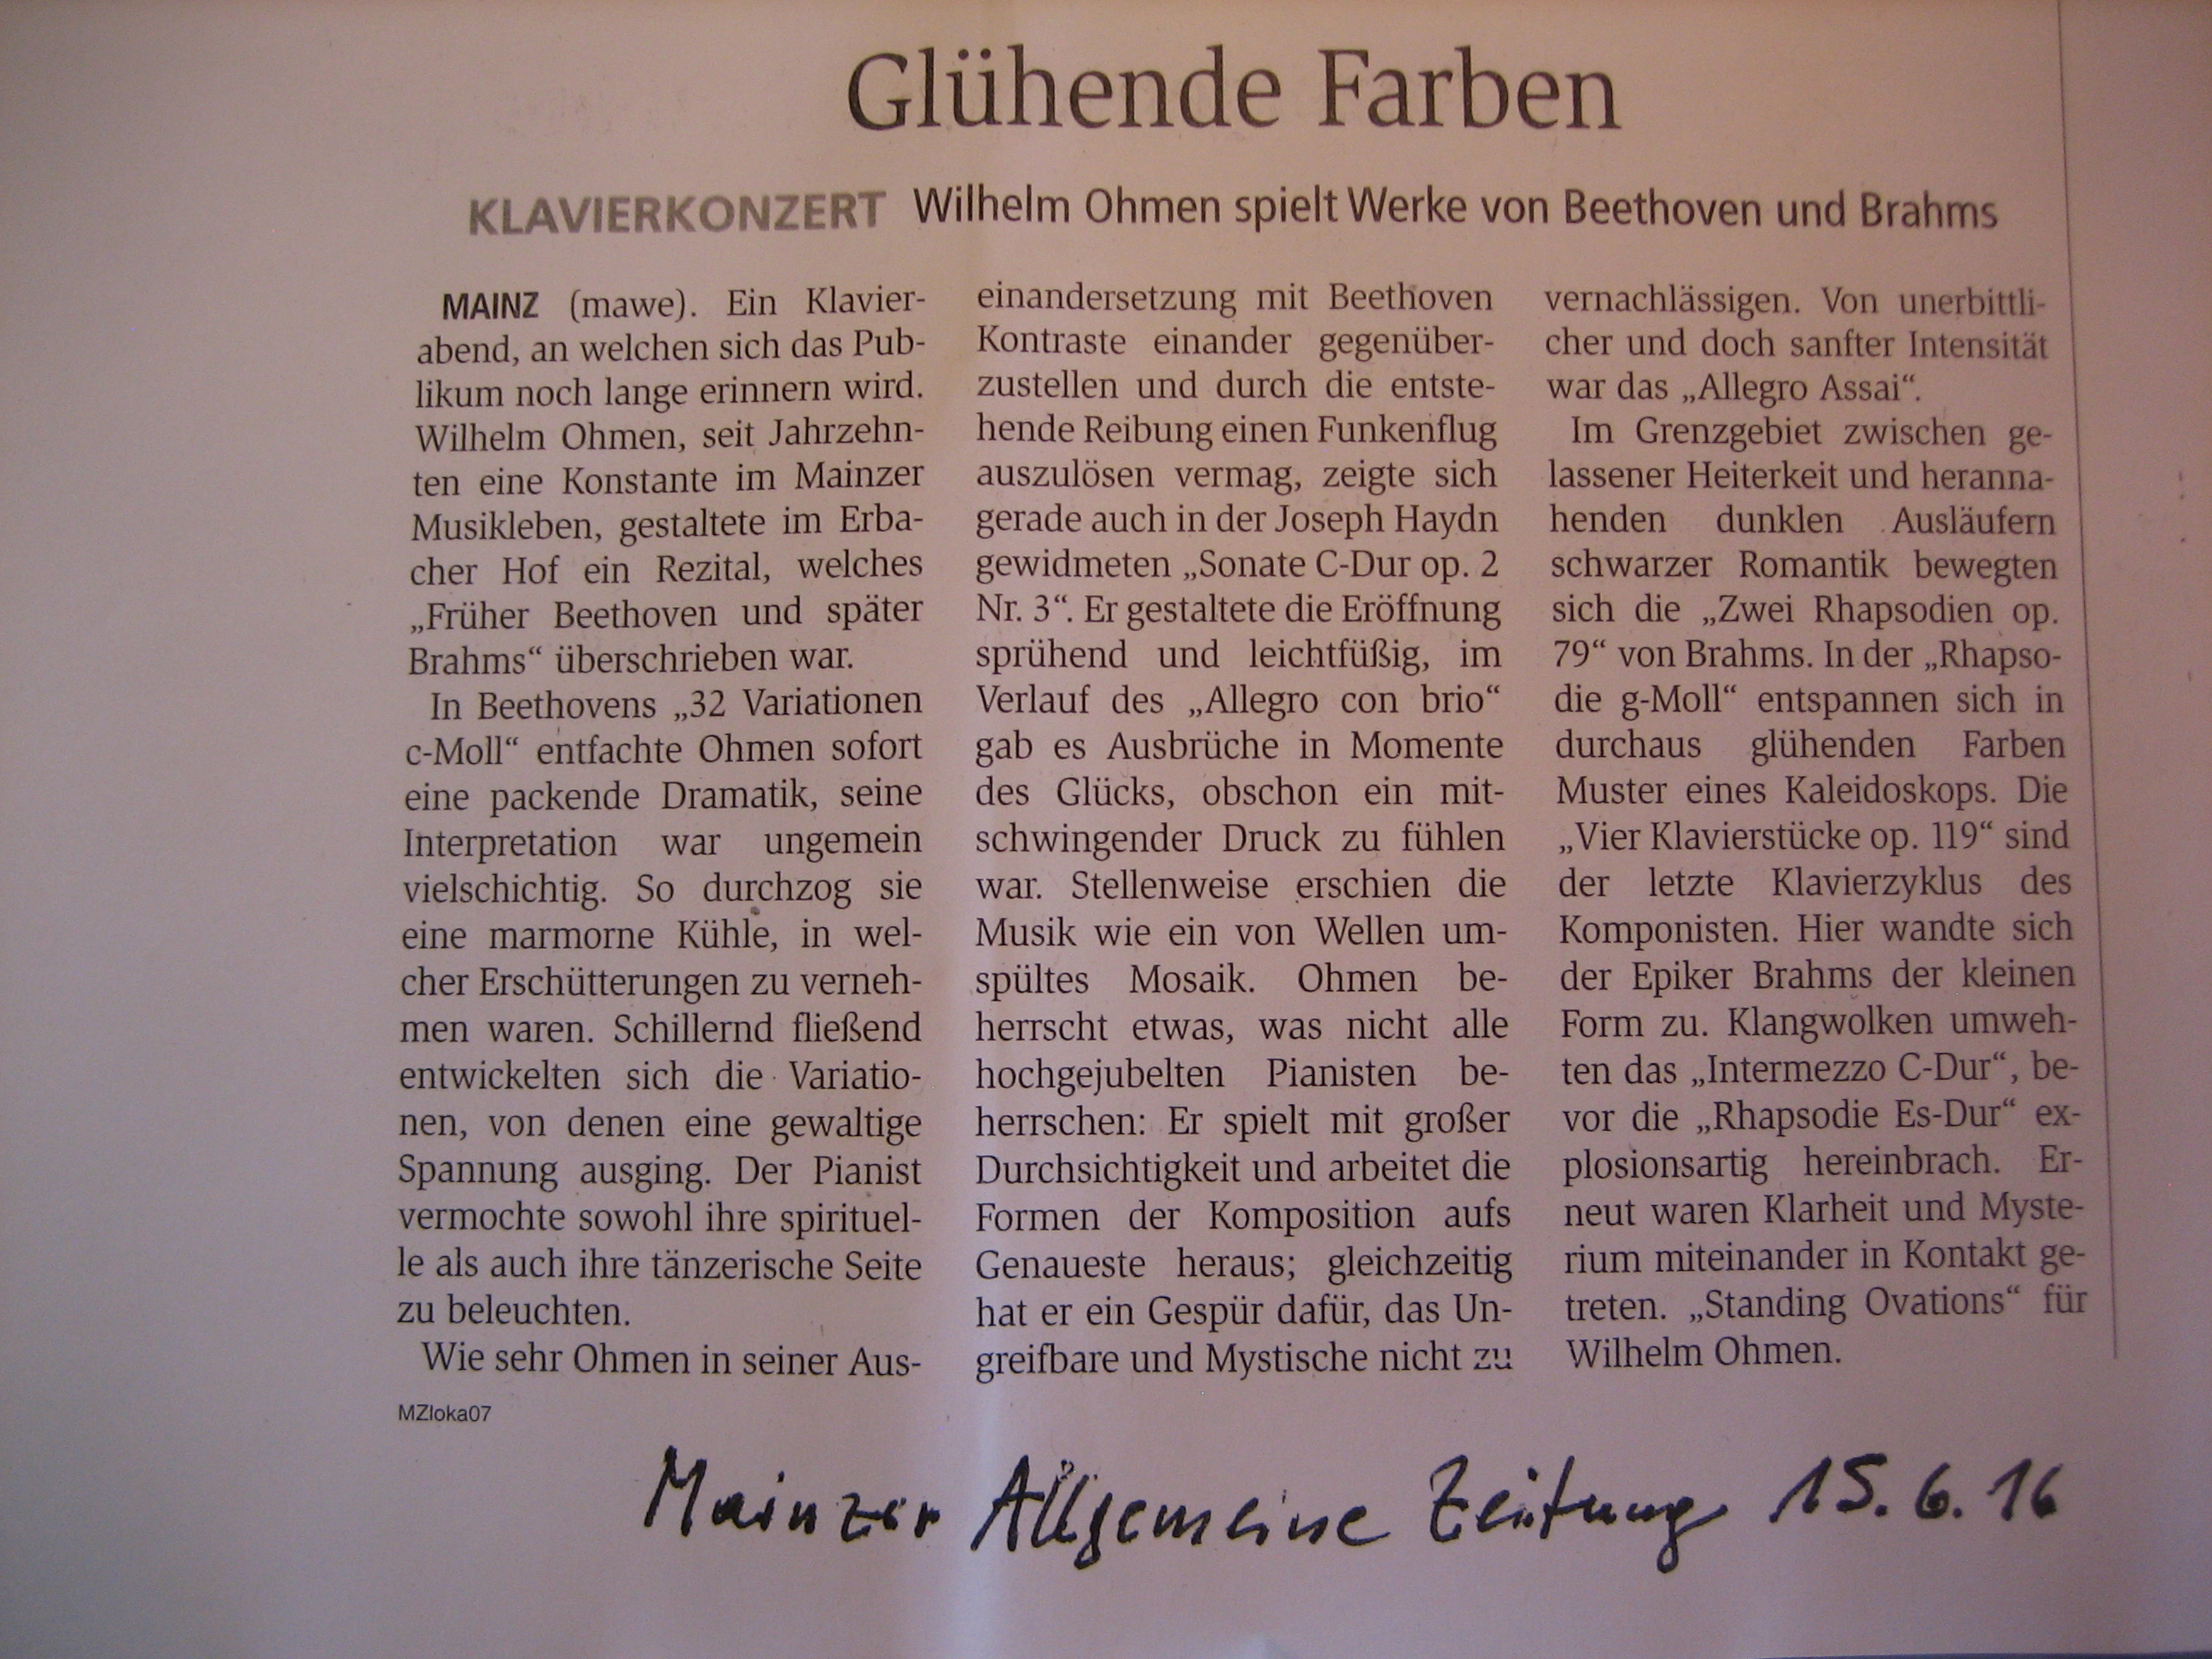 Glühende Farben
KLAVIERKONZERT Wilhelm Ohmen spielt Werke von Beethoven und Brahms
MAINZ (mawe). Ein Klavier-
abend, an welchen sich das Pub-
likum noch lange erinnern wird.
Wilhelm Ohmen, seit Jahrzehn-
ten eine Konstante im Mainzer
Musikleben, gestaltete im Erba-
cher Hof ein Rezital, welches
„Früher Beethoven und später
Brahms“ überschrieben war.
In Beethovens „32 Variationen
c-Moll“ entfachte Ohmen sofort
eine packende Dramatik, seine
Interpretation war ungemein
vielschichtig. So durchzog sie
eine marmorne Kühle, in wel-
cher Erschütterungen zu verneh-
men waren. Schillernd fließend
entwickelten sich die Variatio-
nen, von denen eine gewaltige
Spannung ausging. Der Pianist
vermochte sowohl ihre spirituel-
le als auch ihre tänzerische Seite
zu beleuchten.
Wie sehr Ohmen in seiner Aus-
einandersetzung mit Beethoven
Kontraste einander gegenüber-
zustellen und durch die entste-
hende Reibung einen Funkenflug
auszulösen vermag, zeigte sich
gerade auch in der Joseph Haydn
gewidmeten „Sonate C-Dur op. 2
Nr. 3“. Er gestaltete die Eröffnung
sprühend und leichtfüßig, im
Verlauf des „Allegro con brio“
gab es Ausbrüche in Momente
des Glücks, obschon ein mit-
schwingender Druck zu fühlen
war. Stellenweise erschien die
Musik wie ein von Wellen um-
spültes Mosaik. Ohmen be-
herrscht etwas, was nicht alle
hochgejubelten Pianisten be-
herrschen: Er spielt mit großer
Durchsichtigkeit und arbeitet die
Formen der Komposition aufs
Genaueste heraus; gleichzeitig
hat er ein Gespür dafür, das Un-
greifbare und Mystische nicht zu
vernachlässigen. Von unerbittli-
cher und doch sanfter Intensität
war das „Allegro Assai“.
Im Grenzgebiet zwischen ge-
lassener Heiterkeit und heranna-
henden dunklen Ausläufern
schwarzer Romantik bewegten
sich die „Zwei Rhapsodien op.
79“ von Brahms. In der „Rhapso-
die g-Moll“ entspannen sich in
durchaus glühenden Farben
Muster eines Kaleidoskops. Die
„Vier Klavierstücke op. 119“ sind
der letzte Klavierzyklus des
Komponisten. Hier wandte sich
der Epiker Brahms der kleinen
Form zu. Klangwolken umweh-
ten das „Intermezzo C-Dur“, be-
vor die „Rhapsodie Es-Dur“ ex-
plosionsartig hereinbrach. Er-
neut waren Klarheit und Myste-
rium miteinander in Kontakt ge-
treten. „Standing Ovations“ für
Wilhelm Ohmen.
MZloka07
Mainzer Allgemeine Zeitung 15.6.16